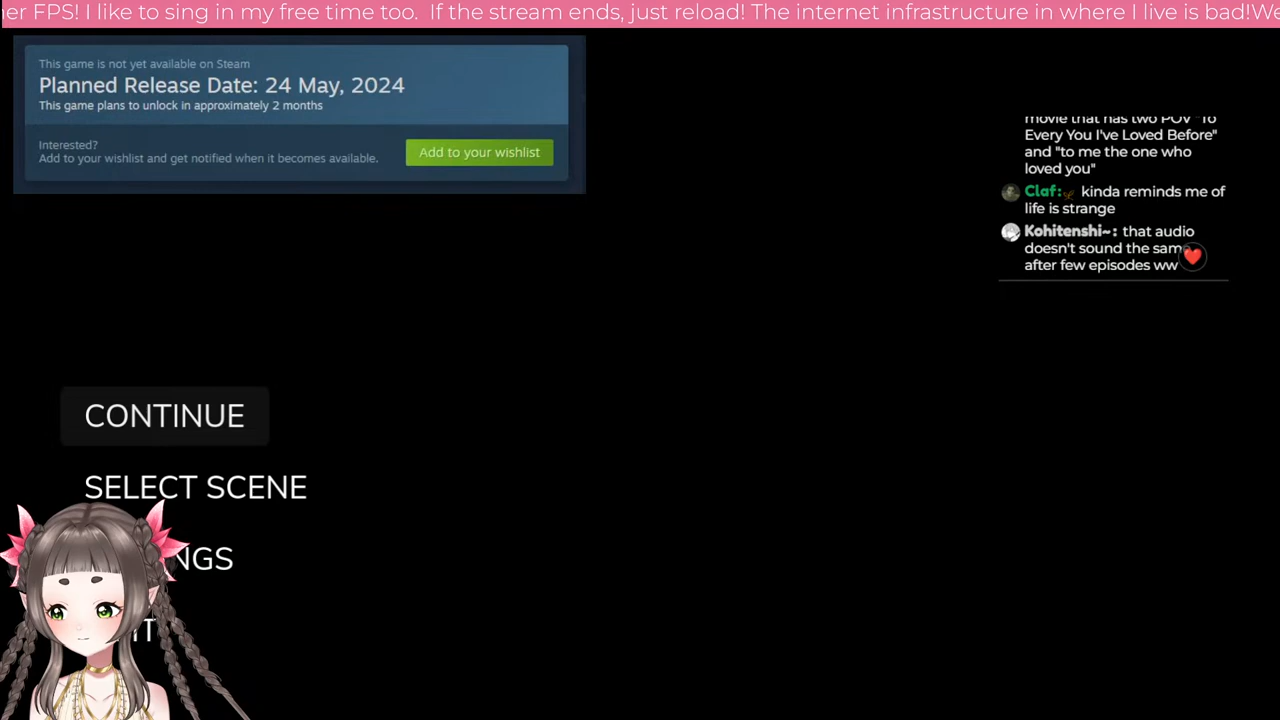 her FPS! I like to sing in my free time too. If the stream ends, just reload! The internet infrastructure in where I live is bad!We
This game is not yet available on Steam
Planned Release Date: 24 May, 2024
This game plans to unlock in approximately 2 months
Interested?
Add to your wishlist and get notified when it becomes available.
Add to your wishlist
movie that has two POV "To
Every You I've Loved Before"
and "to me the one who
loved you"
Claf: kinda reminds me of
life is strange
Kohitenshi~: that audio
doesn't sound the same
after few episodes ww
CONTINUE
SELECT SCENE
NGS
IT